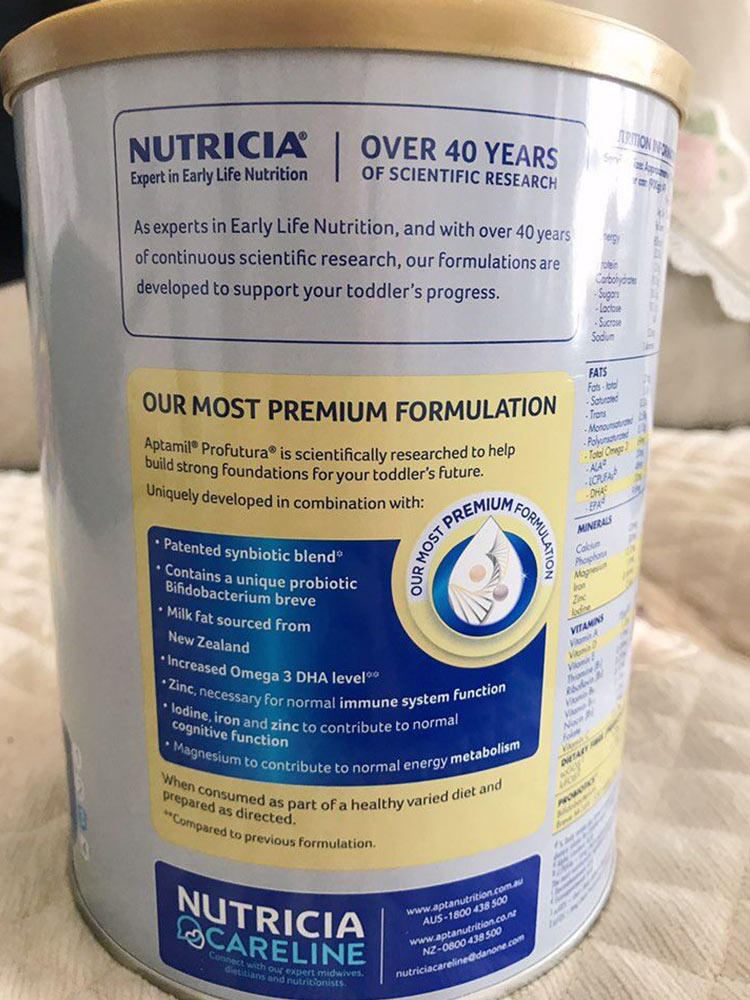 NUTRICIA®
Expert in Early Life Nutrition
OVER 40 YEARS
OF SCIENTIFIC RESEARCH
As experts in Early Life Nutrition, and with over 40 years
of continuous scientific research, our formulations are
developed to support your toddler's progress.
OUR MOST PREMIUM FORMULATION
Aptamil® Profutura® is scientifically researched to help
build strong foundations for your toddler's future.
Uniquely developed in combination with:
OUR MOST PREMIUM FORMULATION
• Patented synbiotic blend◊
• Contains a unique probiotic
Bifidobacterium breve
• Milk fat sourced from
New Zealand
• Increased Omega 3 DHA level◊◊
• Zinc, necessary for normal immune system function
• Iodine, iron and zinc to contribute to normal
cognitive function
• Magnesium to contribute to normal energy metabolism
When consumed as part of a healthy varied diet and
prepared as directed.
◊◊Compared to previous formulation.
NUTRICIA
CARELINE
Connect with our expert midwives,
dietitians and nutritionists.
www.aptanutrition.com.au
AUS-1800 438 500
www.aptanutrition.co.nz
NZ-0800 438 500
nutriciacareline@danone.com
Carbohydrates
- Sugars
- Lactose
- Sucrose
Sodium
FATS
Fats - total
- Saturated
- Trans
- Monounsaturated
- Polyunsaturated
- Total Omega 3
- ALA
- LCPUFAs
- DHA
- EPA
MINERALS
Calcium
Phosphorus
Magnesium
Iron
Zinc
Iodine
VITAMINS
Vitamin A
Vitamin D
Vitamin E
Thiamine (B1)
Riboflavin (B2)
Niacin (B3)
Folate
DIETARY FIBRE
PROBIOTICS